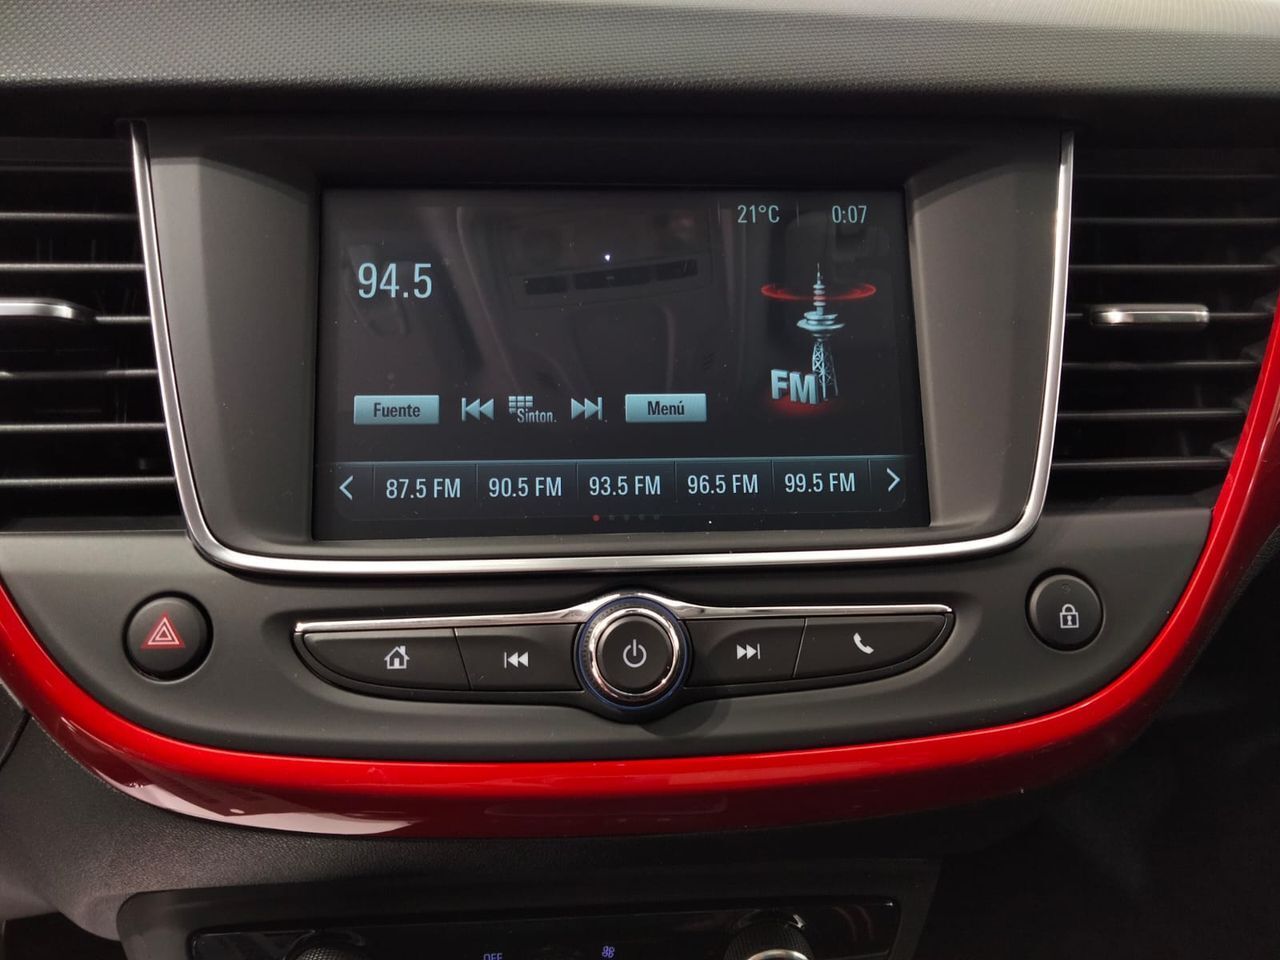 21°C 0:07
94.5
FM
Fuente Sinton. Menú
87.5 FM 90.5 FM 93.5 FM 96.5 FM 99.5 FM
OFF